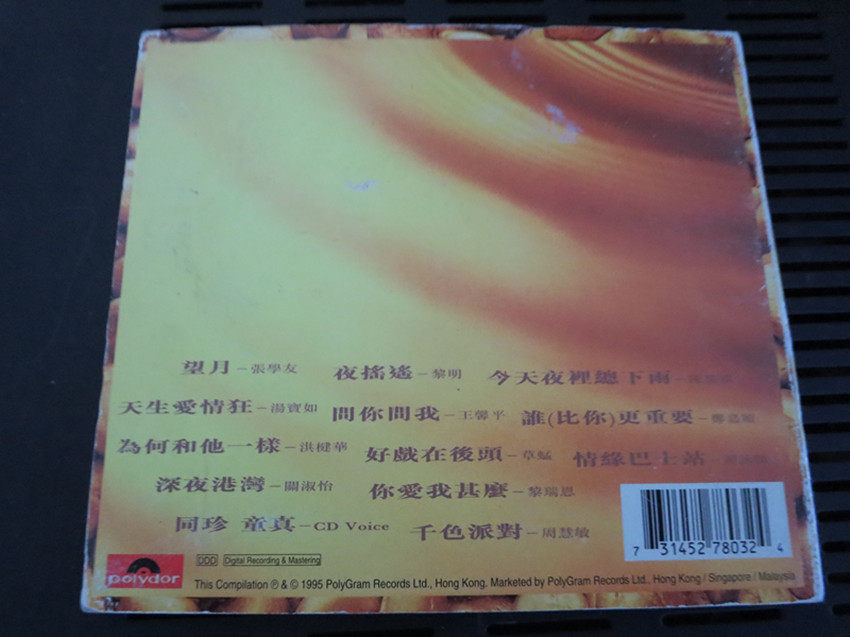 望月－張學友 夜搖遙－黎明 今天夜裡總下雨－
天生愛情狂－湯寶如 問你問我－王馨平 誰(比你)更重要－鄭嘉穎
為何和他一樣－洪楗華 好戲在後頭－草蜢 情緣巴士站
深夜港灣－關淑怡 你愛我甚麼－黎瑞恩
同珍 童真－CD Voice 千色派對－周慧敏
7 31452 78032 4
polydor DDD Digital Recording & Mastering
This Compilation ℗ & © 1995 PolyGram Records Ltd., Hong Kong. Marketed by PolyGram Records Ltd., Hong Kong / Singapore / Malaysia